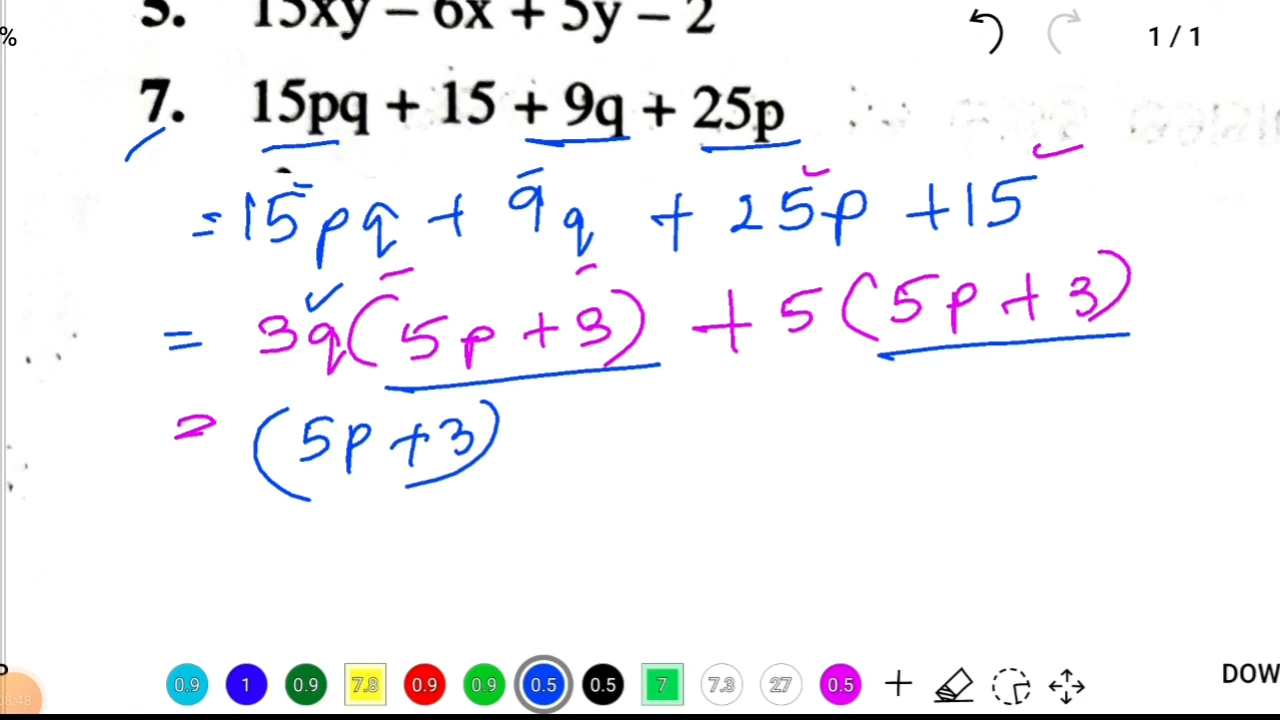 5. 15xy – 6x + 5y – 2
% 1 / 1
7. 15pq + 15 + 9q + 25p
= 15pq + 9q + 25p + 15
= 3q(5p + 3) + 5(5p + 3)
= (5p + 3)
0.9 1 0.9 7.8 0.9 0.9 0.5 0.5 7 7.3 27 0.5 + DOW
08:48